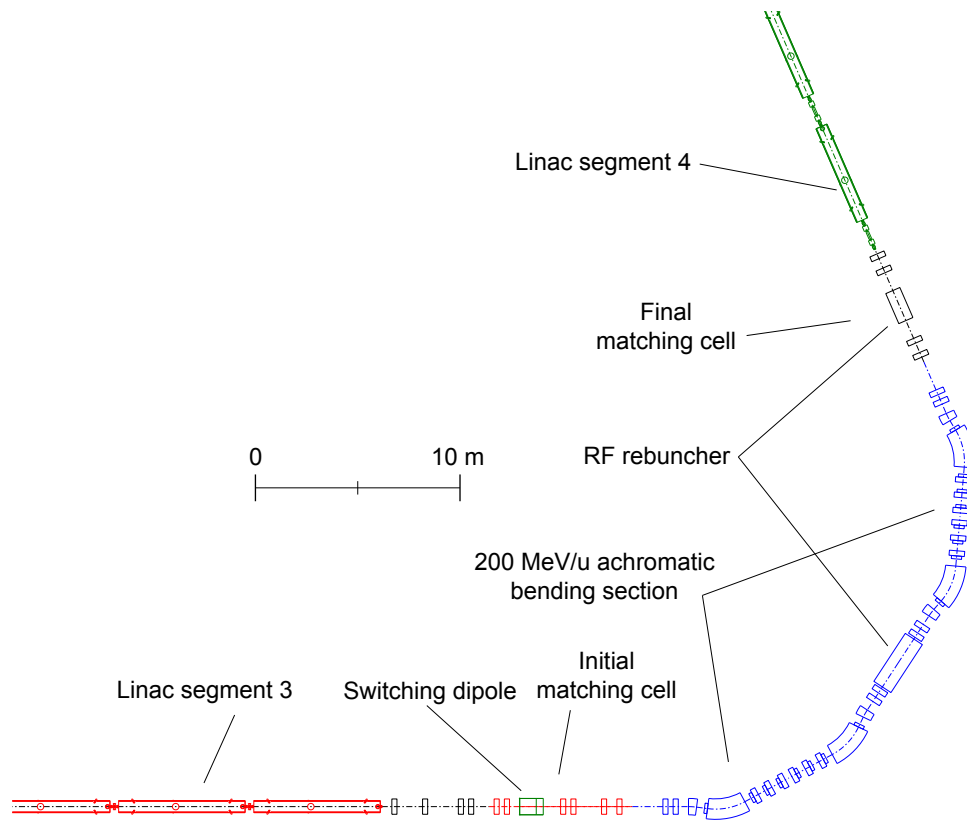 Linac segment 4
Final
matching cell
0 10 m
RF rebuncher
200 MeV/u achromatic
bending section
Linac segment 3
Switching dipole
Initial
matching cell